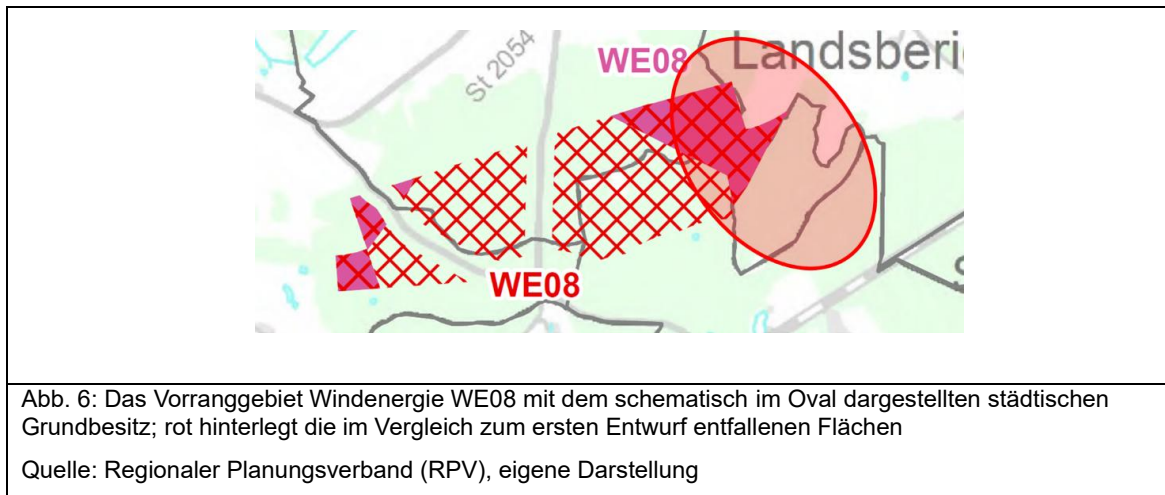 St 2054
WE08
Landsberi
WE08
Abb. 6: Das Vorranggebiet Windenergie WE08 mit dem schematisch im Oval dargestellten städtischen
Grundbesitz; rot hinterlegt die im Vergleich zum ersten Entwurf entfallenen Flächen
Quelle: Regionaler Planungsverband (RPV), eigene Darstellung